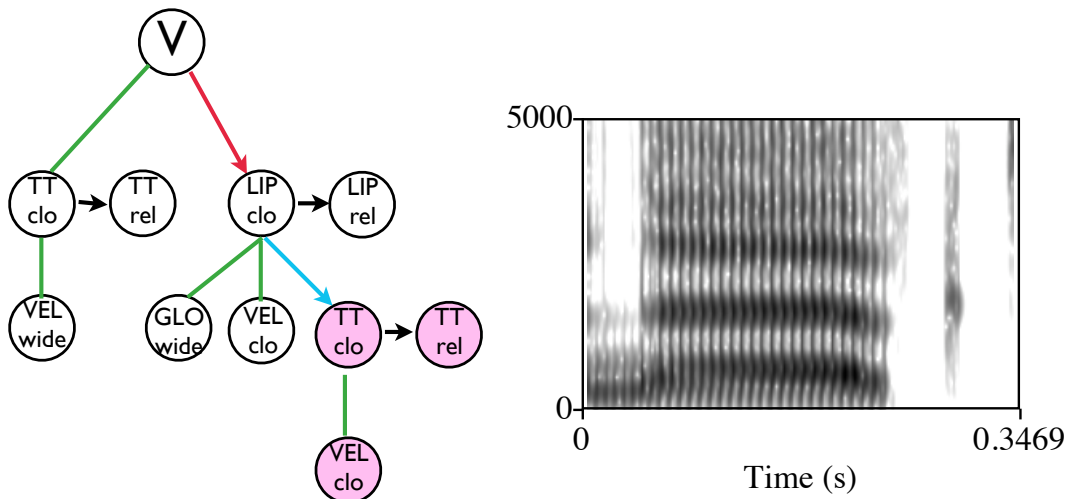 V
TT
clo
TT
rel
LIP
clo
LIP
rel
VEL
wide
GLO
wide
VEL
clo
TT
clo
TT
rel
VEL
clo
5000
0
0
0.3469
Time (s)